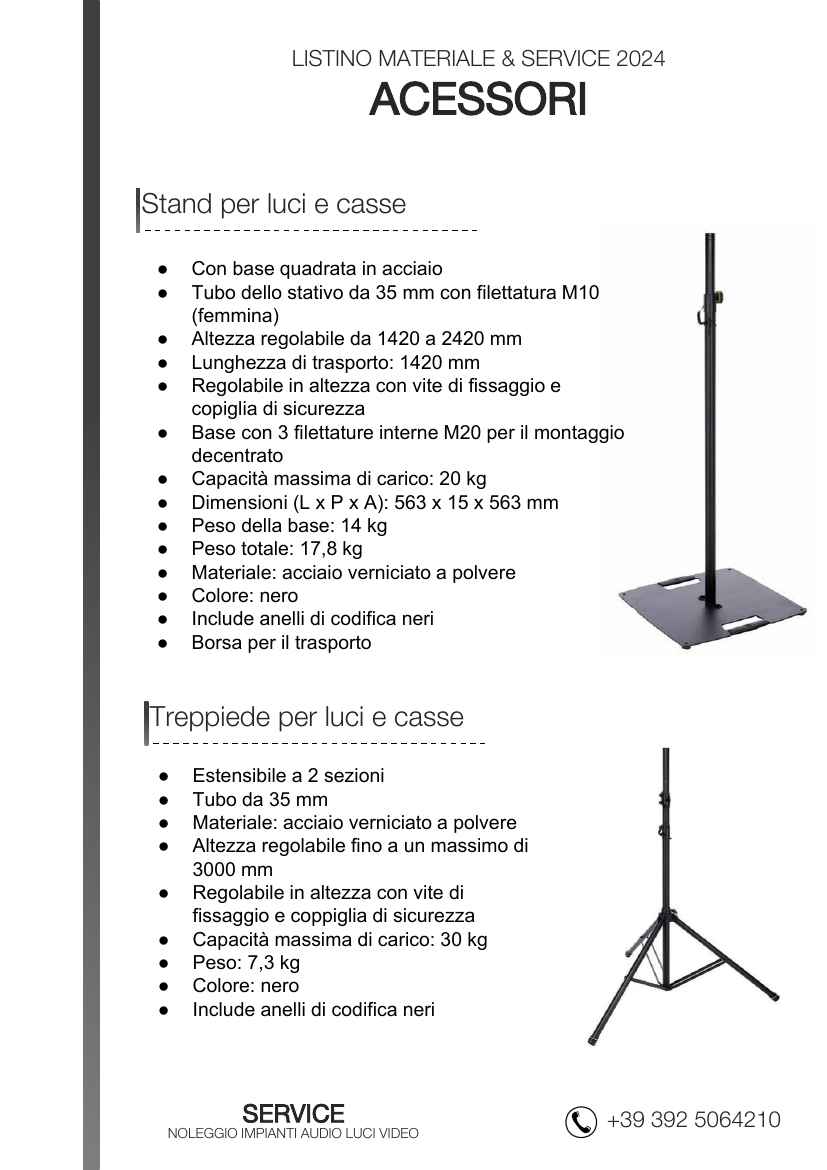 LISTINO MATERIALE & SERVICE 2024
ACESSORI
Stand per luci e casse
● Con base quadrata in acciaio
● Tubo dello stativo da 35 mm con filettatura M10
(femmina)
● Altezza regolabile da 1420 a 2420 mm
● Lunghezza di trasporto: 1420 mm
● Regolabile in altezza con vite di fissaggio e
copiglia di sicurezza
● Base con 3 filettature interne M20 per il montaggio
decentrato
● Capacità massima di carico: 20 kg
● Dimensioni (L x P x A): 563 x 15 x 563 mm
● Peso della base: 14 kg
● Peso totale: 17,8 kg
● Materiale: acciaio verniciato a polvere
● Colore: nero
● Include anelli di codifica neri
● Borsa per il trasporto
Treppiede per luci e casse
● Estensibile a 2 sezioni
● Tubo da 35 mm
● Materiale: acciaio verniciato a polvere
● Altezza regolabile fino a un massimo di
3000 mm
● Regolabile in altezza con vite di
fissaggio e coppiglia di sicurezza
● Capacità massima di carico: 30 kg
● Peso: 7,3 kg
● Colore: nero
● Include anelli di codifica neri
SERVICE
NOLEGGIO IMPIANTI AUDIO LUCI VIDEO
+39 392 5064210